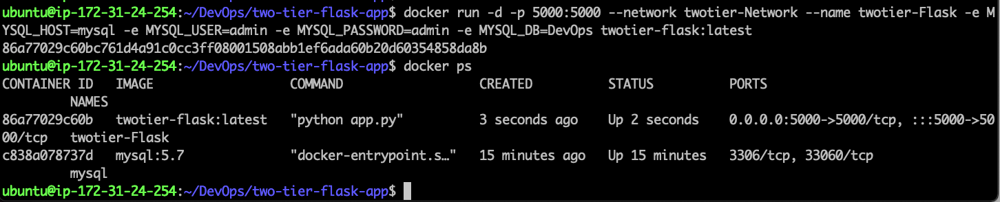 ubuntu@ip-172-31-24-254:~/DevOps/two-tier-flask-app$ docker run -d -p 5000:5000 --network twotier-Network --name twotier-Flask -e M
YSQL_HOST=mysql -e MYSQL_USER=admin -e MYSQL_PASSWORD=admin -e MYSQL_DB=DevOps twotier-flask:latest
86a77029c60bc761d4a91c0cc3ff08001508abb1ef6ada60b20d60354858da8b
ubuntu@ip-172-31-24-254:~/DevOps/two-tier-flask-app$ docker ps
CONTAINER ID   IMAGE                  COMMAND                  CREATED          STATUS          PORTS
         NAMES
86a77029c60b   twotier-flask:latest   "python app.py"          3 seconds ago    Up 2 seconds    0.0.0.0:5000->5000/tcp, :::5000->50
00/tcp   twotier-Flask
c838a078737d   mysql:5.7              "docker-entrypoint.s…"   15 minutes ago   Up 15 minutes   3306/tcp, 33060/tcp
         mysql
ubuntu@ip-172-31-24-254:~/DevOps/two-tier-flask-app$